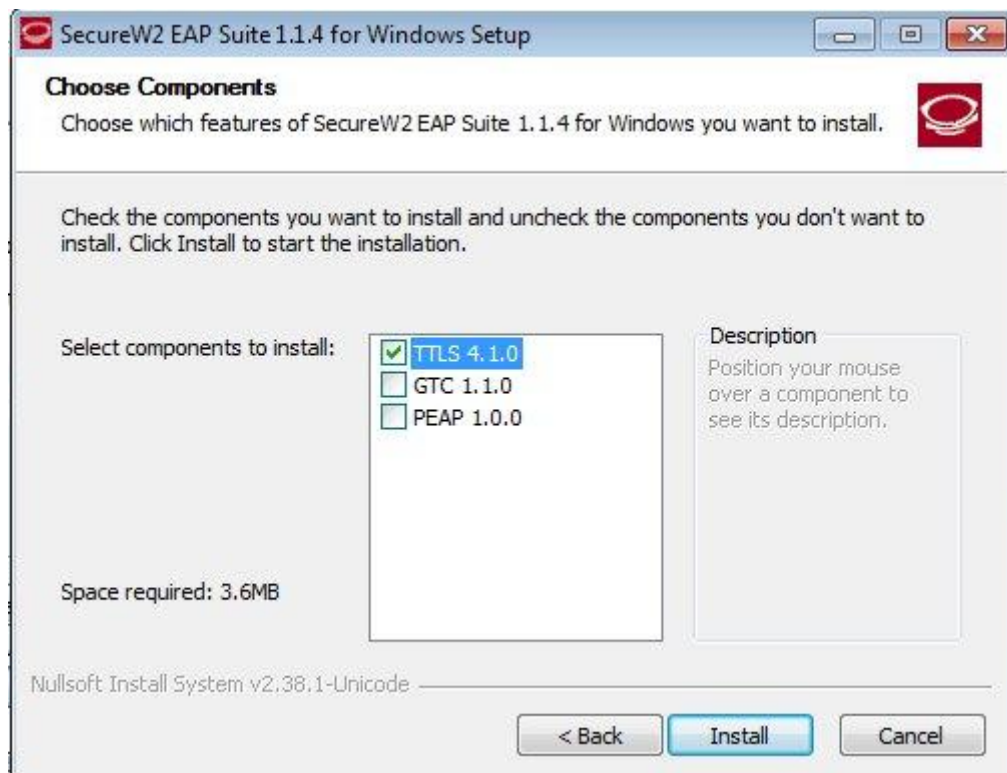 SecureW2 EAP Suite 1.1.4 for Windows Setup
Choose Components
Choose which features of SecureW2 EAP Suite 1.1.4 for Windows you want to install.
Check the components you want to install and uncheck the components you don't want to
install. Click Install to start the installation.
Select components to install:
TTLS 4.1.0
GTC 1.1.0
PEAP 1.0.0
Description
Position your mouse
over a component to
see its description.
Space required: 3.6MB
Nullsoft Install System v2.38.1-Unicode
< Back
Install
Cancel